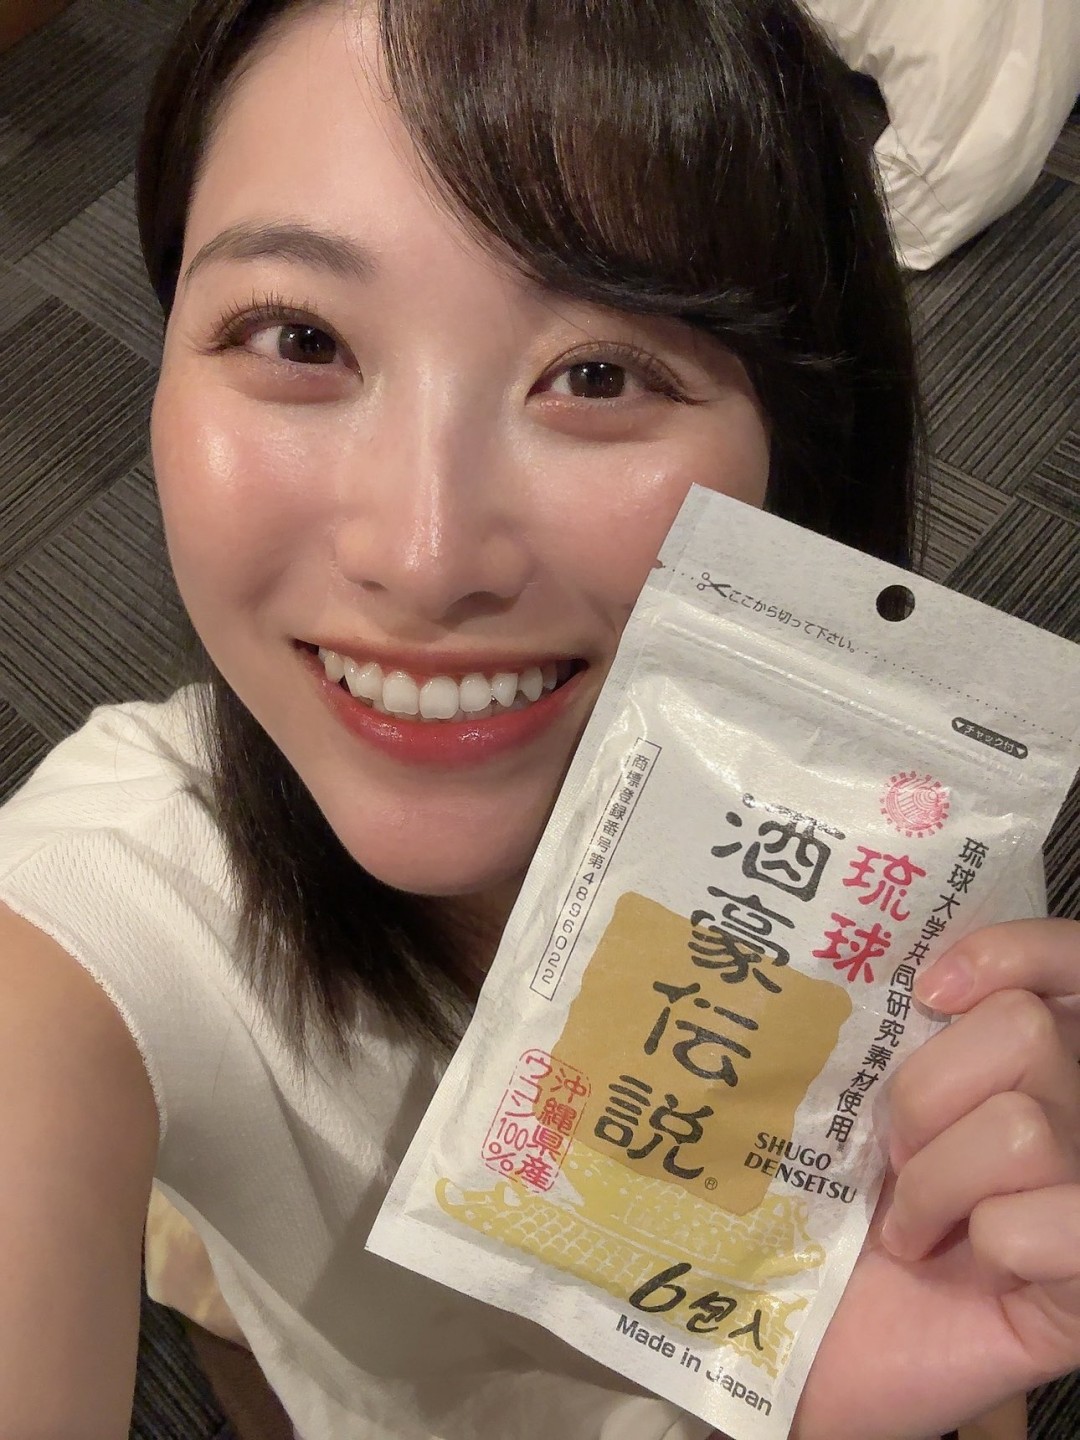 ここから切って下さい。
▼チャック付▼
琉球大学共同研究素材使用※
琉球
酒豪伝説®
商標登録番号第4896022
SHUGO
DENSETSU
沖縄県産
ウコン100%
6包入
Made in Japan